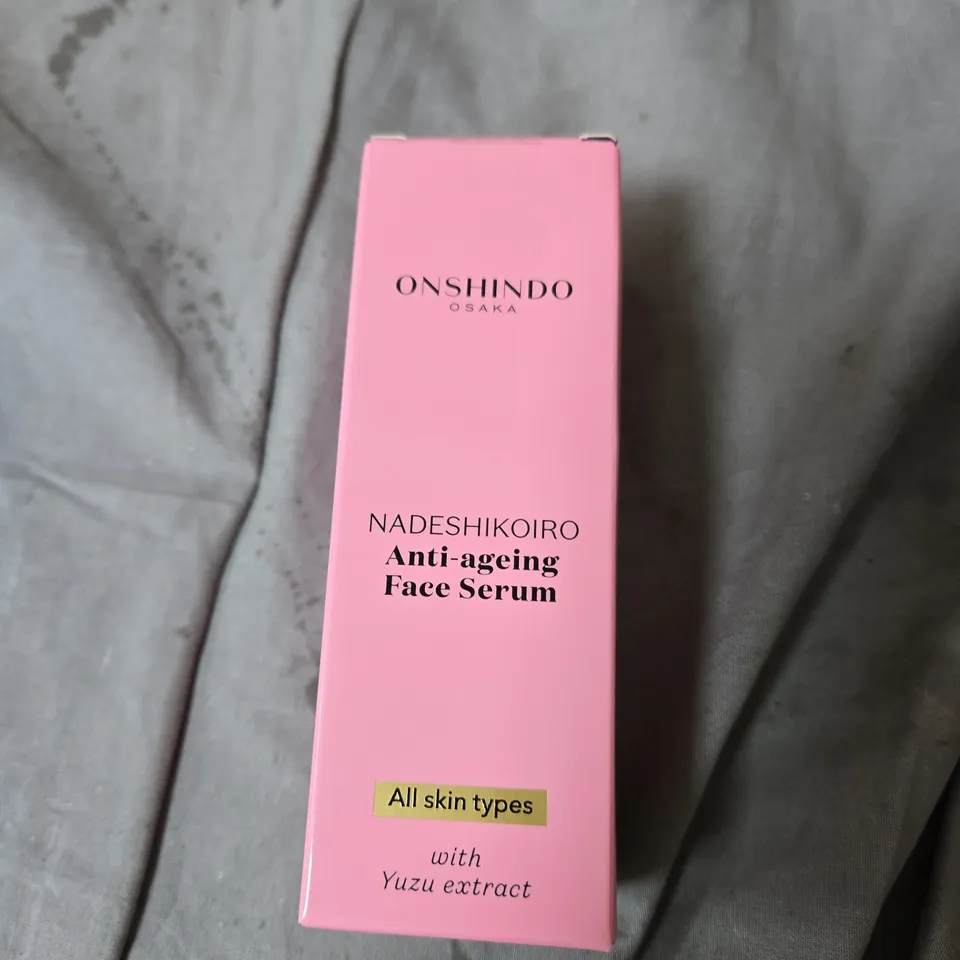 ONSHINDO
OSAKA
NADESHIKOIRO
Anti-ageing
Face Serum
All skin types
with
Yuzu extract